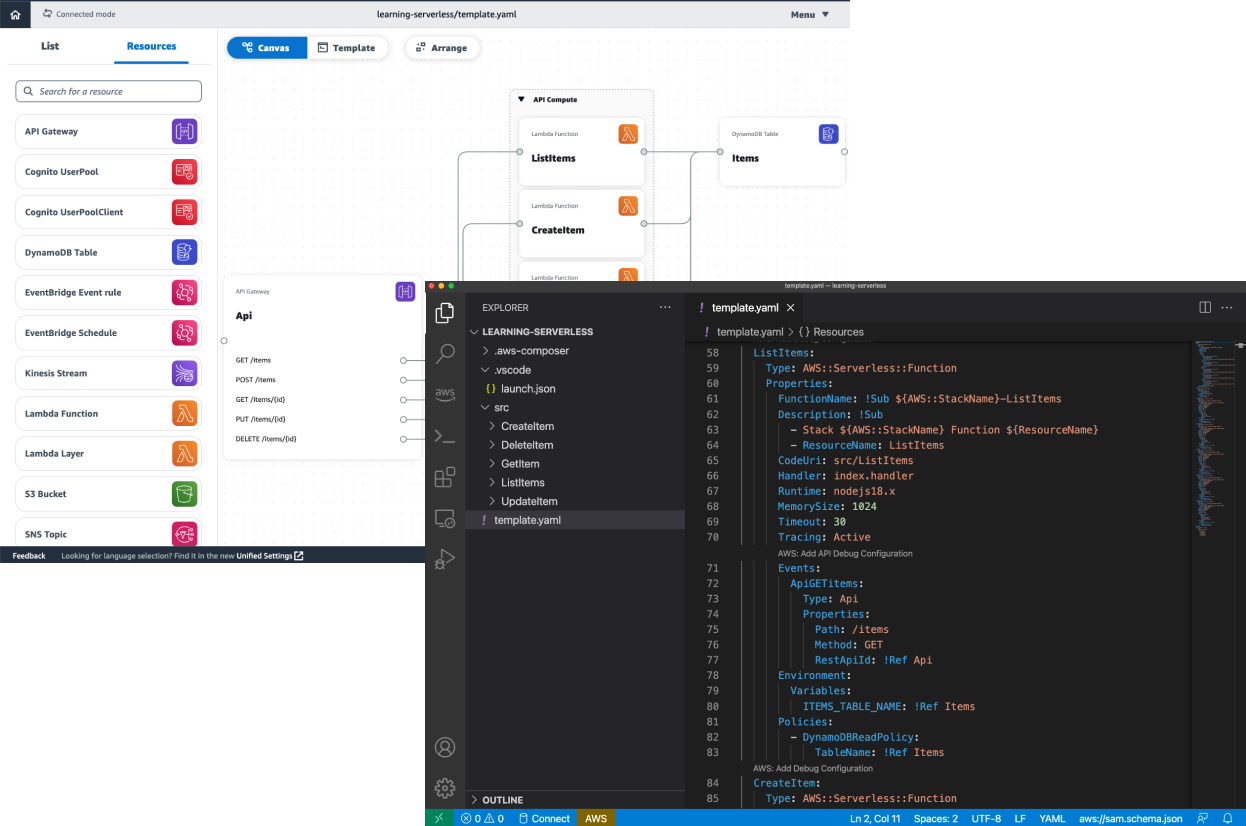 Connected mode
learning-serverless/template.yaml
Menu
List
Resources
Canvas
Template
Arrange
Search for a resource
API Gateway
Cognito UserPool
Cognito UserPoolClient
DynamoDB Table
EventBridge Event rule
EventBridge Schedule
Kinesis Stream
Lambda Function
Lambda Layer
S3 Bucket
SNS Topic
API Compute
Lambda Function
ListItems
Lambda Function
CreateItem
Lambda Function
DynamoDB Table
Items
API Gateway
Api
GET /items
POST /items
GET /items/{id}
PUT /items/{id}
DELETE /items/{id}
Feedback
Looking for language selection? Find it in the new Unified Settings
template.yaml — learning-serverless
EXPLORER
LEARNING-SERVERLESS
.aws-composer
.vscode
{} launch.json
src
CreateItem
DeleteItem
GetItem
ListItems
UpdateItem
! template.yaml
OUTLINE
aws
! template.yaml
! template.yaml > {} Resources
58 ListItems:
59 Type: AWS::Serverless::Function
60 Properties:
61 FunctionName: !Sub ${AWS::StackName}-ListItems
62 Description: !Sub
63 - Stack ${AWS::StackName} Function ${ResourceName}
64 - ResourceName: ListItems
65 CodeUri: src/ListItems
66 Handler: index.handler
67 Runtime: nodejs18.x
68 MemorySize: 1024
69 Timeout: 30
70 Tracing: Active
AWS: Add API Debug Configuration
71 Events:
72 ApiGETitems:
73 Type: Api
74 Properties:
75 Path: /items
76 Method: GET
77 RestApiId: !Ref Api
78 Environment:
79 Variables:
80 ITEMS_TABLE_NAME: !Ref Items
81 Policies:
82 - DynamoDBReadPolicy:
83 TableName: !Ref Items
AWS: Add Debug Configuration
84 CreateItem:
85 Type: AWS::Serverless::Function
0 0 Connect AWS
Ln 2, Col 11 Spaces: 2 UTF-8 LF YAML aws://sam.schema.json